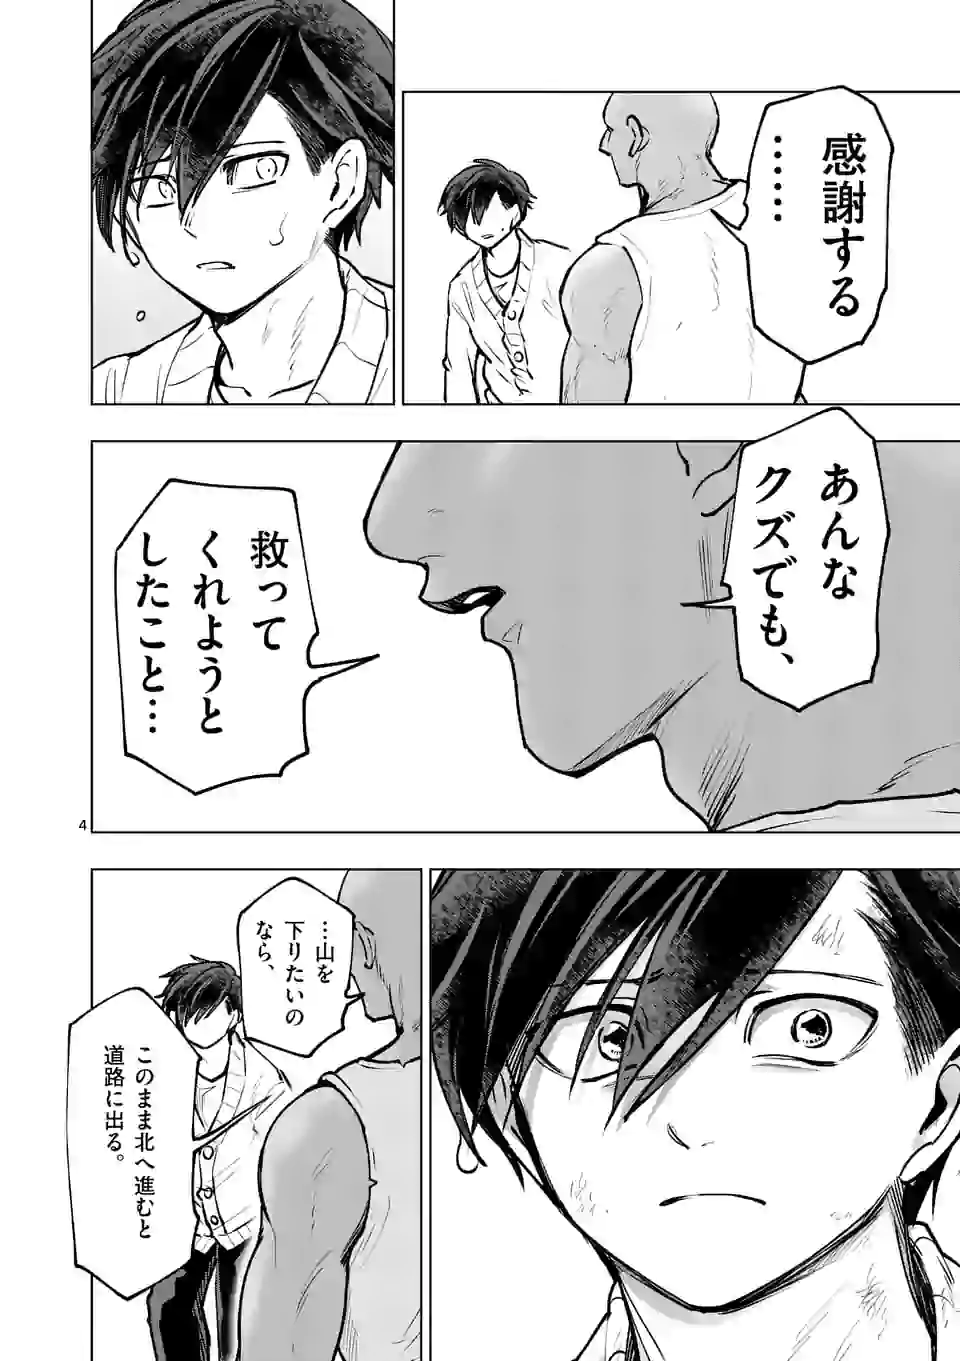 感謝する
……
あんな
クズでも、
救って
くれようと
したこと…
…山を
下りたいの
なら、
このまま北へ進むと
道路に出る。
4